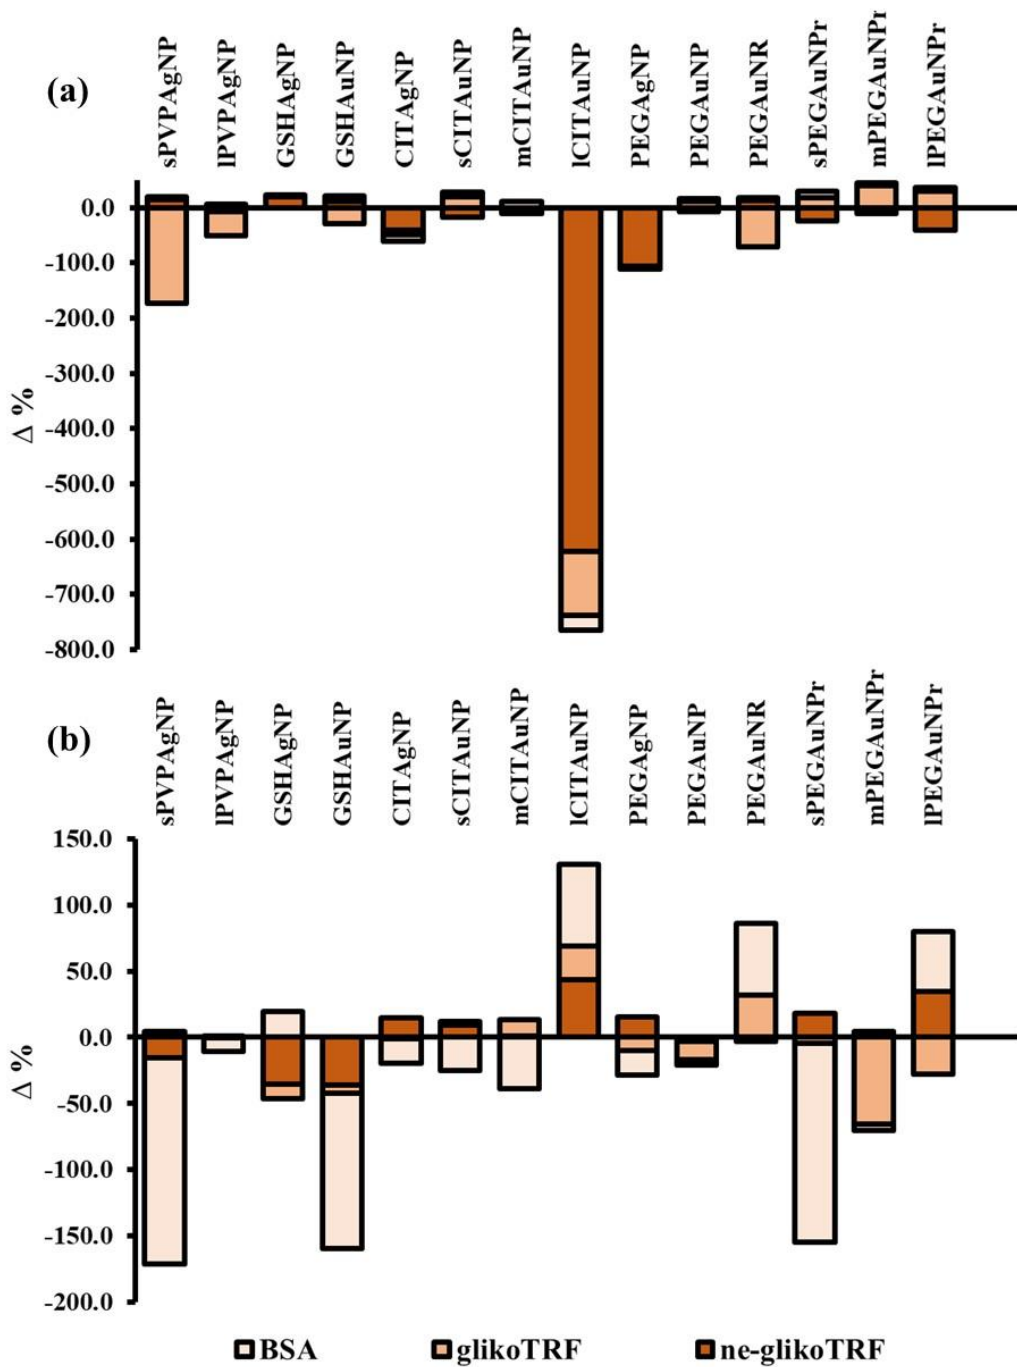 (a)
sPVPAgNP
lPVPAgNP
GSHAgNP
GSHAuNP
CITAgNP
sCITAuNP
mCITAuNP
lCITAuNP
PEGAgNP
PEGAuNP
PEGAuNR
sPEGAuNPr
mPEGAuNPr
lPEGAuNPr
0.0
-100.0
-200.0
-300.0
-400.0
-500.0
-600.0
-700.0
-800.0
Δ %
(b)
sPVPAgNP
lPVPAgNP
GSHAgNP
GSHAuNP
CITAgNP
sCITAuNP
mCITAuNP
lCITAuNP
PEGAgNP
PEGAuNP
PEGAuNR
sPEGAuNPr
mPEGAuNPr
lPEGAuNPr
150.0
100.0
50.0
0.0
-50.0
-100.0
-150.0
-200.0
Δ %
BSA glikoTRF ne-glikoTRF